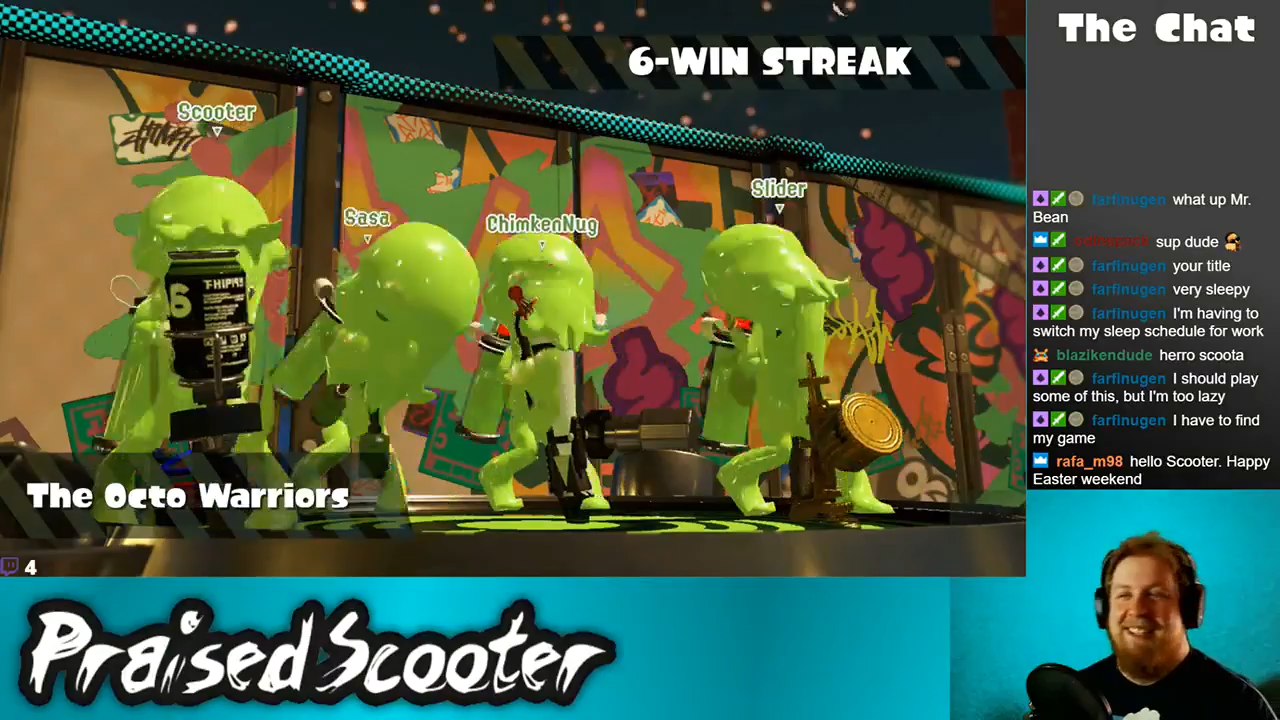 6-WIN STREAK
Scooter
Sasa
ChimkenNug
Slider
6
The Octo Warriors
4
PraisedScooter
The Chat
farfinugen what up Mr.
Bean
sup dude
farfinugen your title
farfinugen very sleepy
farfinugen I'm having to
switch my sleep schedule for work
blazikendude herro scoota
farfinugen I should play
some of this, but I'm too lazy
farfinugen I have to find
my game
rafa_m98 hello Scooter. Happy
Easter weekend